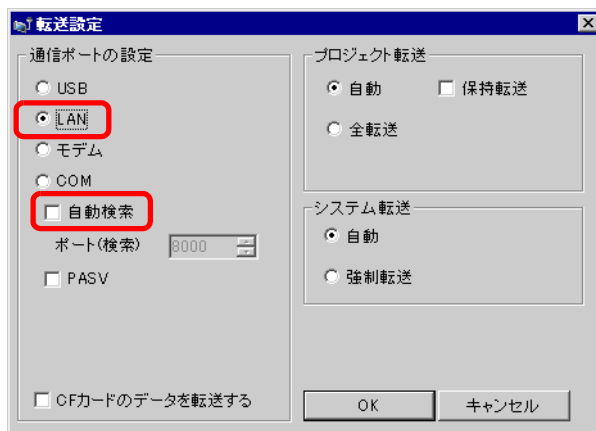 転送設定
通信ポートの設定
USB
LAN
モデム
COM
自動検索
ポート(検索) 8000
PASV
CFカードのデータを転送する
プロジェクト転送
自動 保持転送
全転送
システム転送
自動
強制転送
OK キャンセル